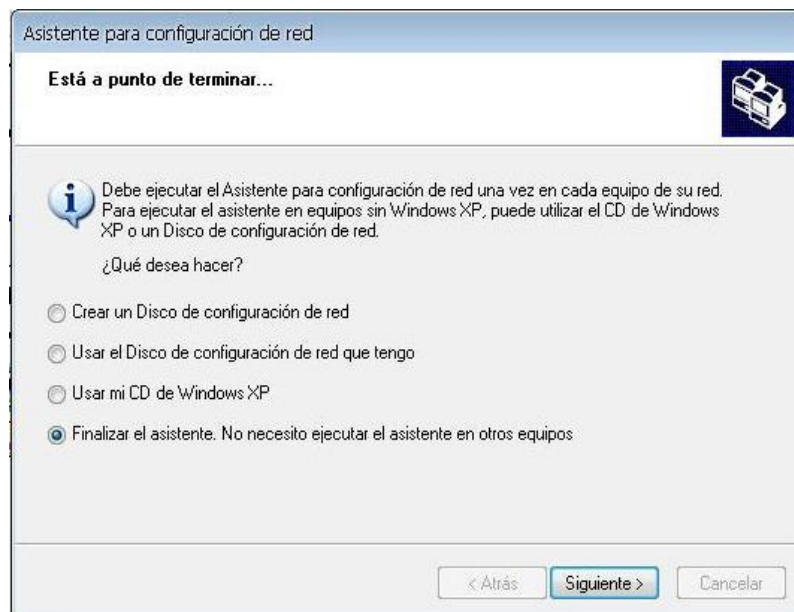 Asistente para configuración de red
Está a punto de terminar...
Debe ejecutar el Asistente para configuración de red una vez en cada equipo de su red.
Para ejecutar el asistente en equipos sin Windows XP, puede utilizar el CD de Windows
XP o un Disco de configuración de red.
¿Qué desea hacer?
Crear un Disco de configuración de red
Usar el Disco de configuración de red que tengo
Usar mi CD de Windows XP
Finalizar el asistente. No necesito ejecutar el asistente en otros equipos
< Atrás
Siguiente >
Cancelar